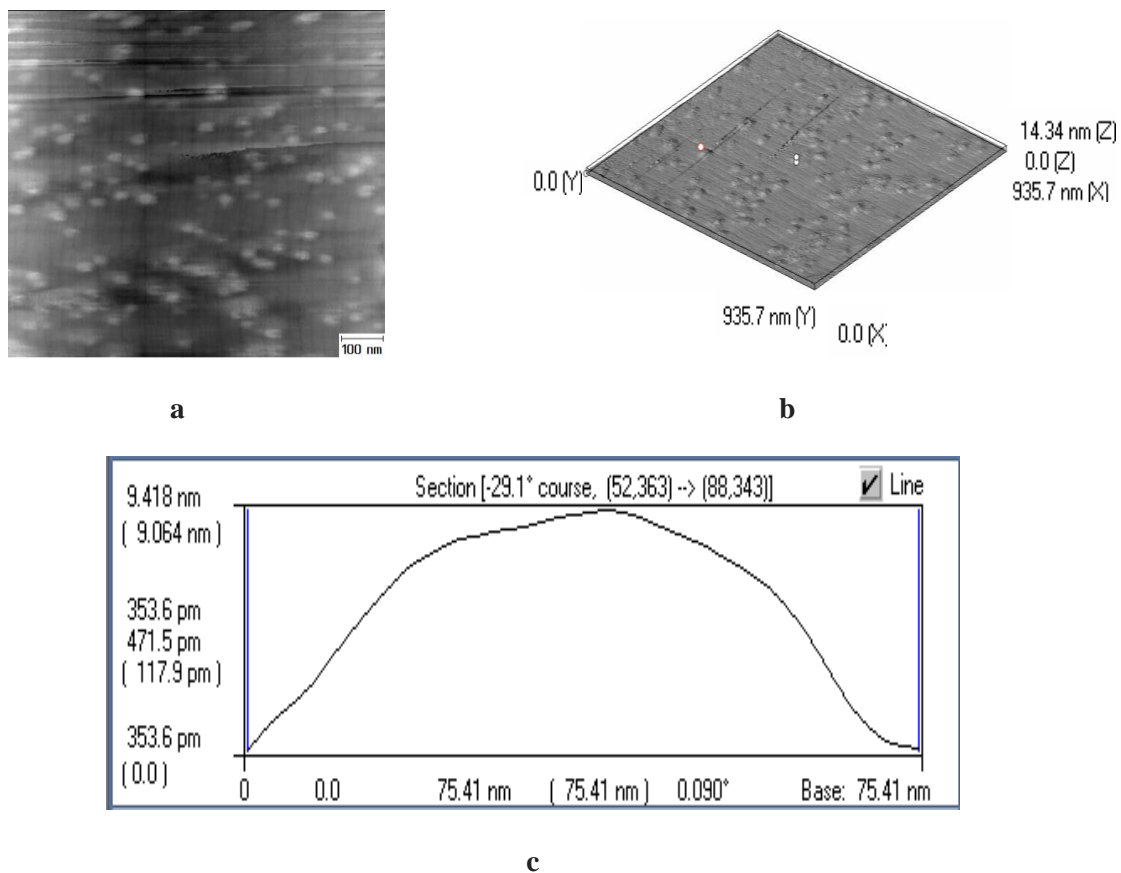 100 nm
a
14.34 nm (Z)
0.0 (Z)
935.7 nm (X)
0.0 (Y)
935.7 nm (Y)
0.0 (X)
b
Section [-29.1° course, (52,363) --> (88,343)]
Line
9.418 nm
( 9.064 nm )
353.6 pm
471.5 pm
( 117.9 pm )
353.6 pm
( 0.0 )
0 0.0 75.41 nm ( 75.41 nm ) 0.090° Base: 75.41 nm
c